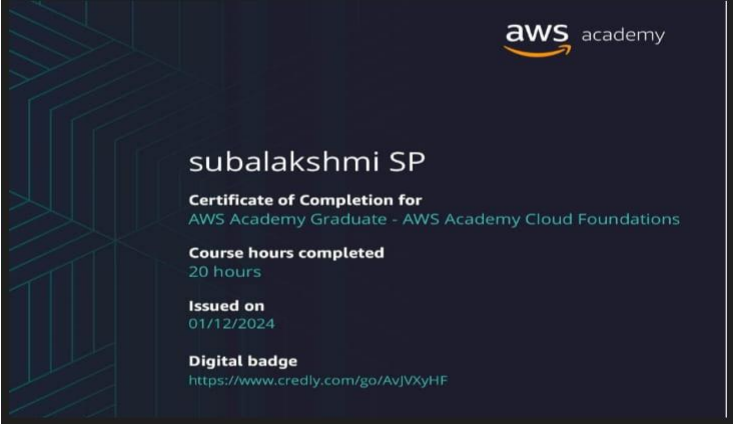 aws academy
subalakshmi SP
Certificate of Completion for
AWS Academy Graduate - AWS Academy Cloud Foundations
Course hours completed
20 hours
Issued on
01/12/2024
Digital badge
https://www.credly.com/go/AvJVXyHF